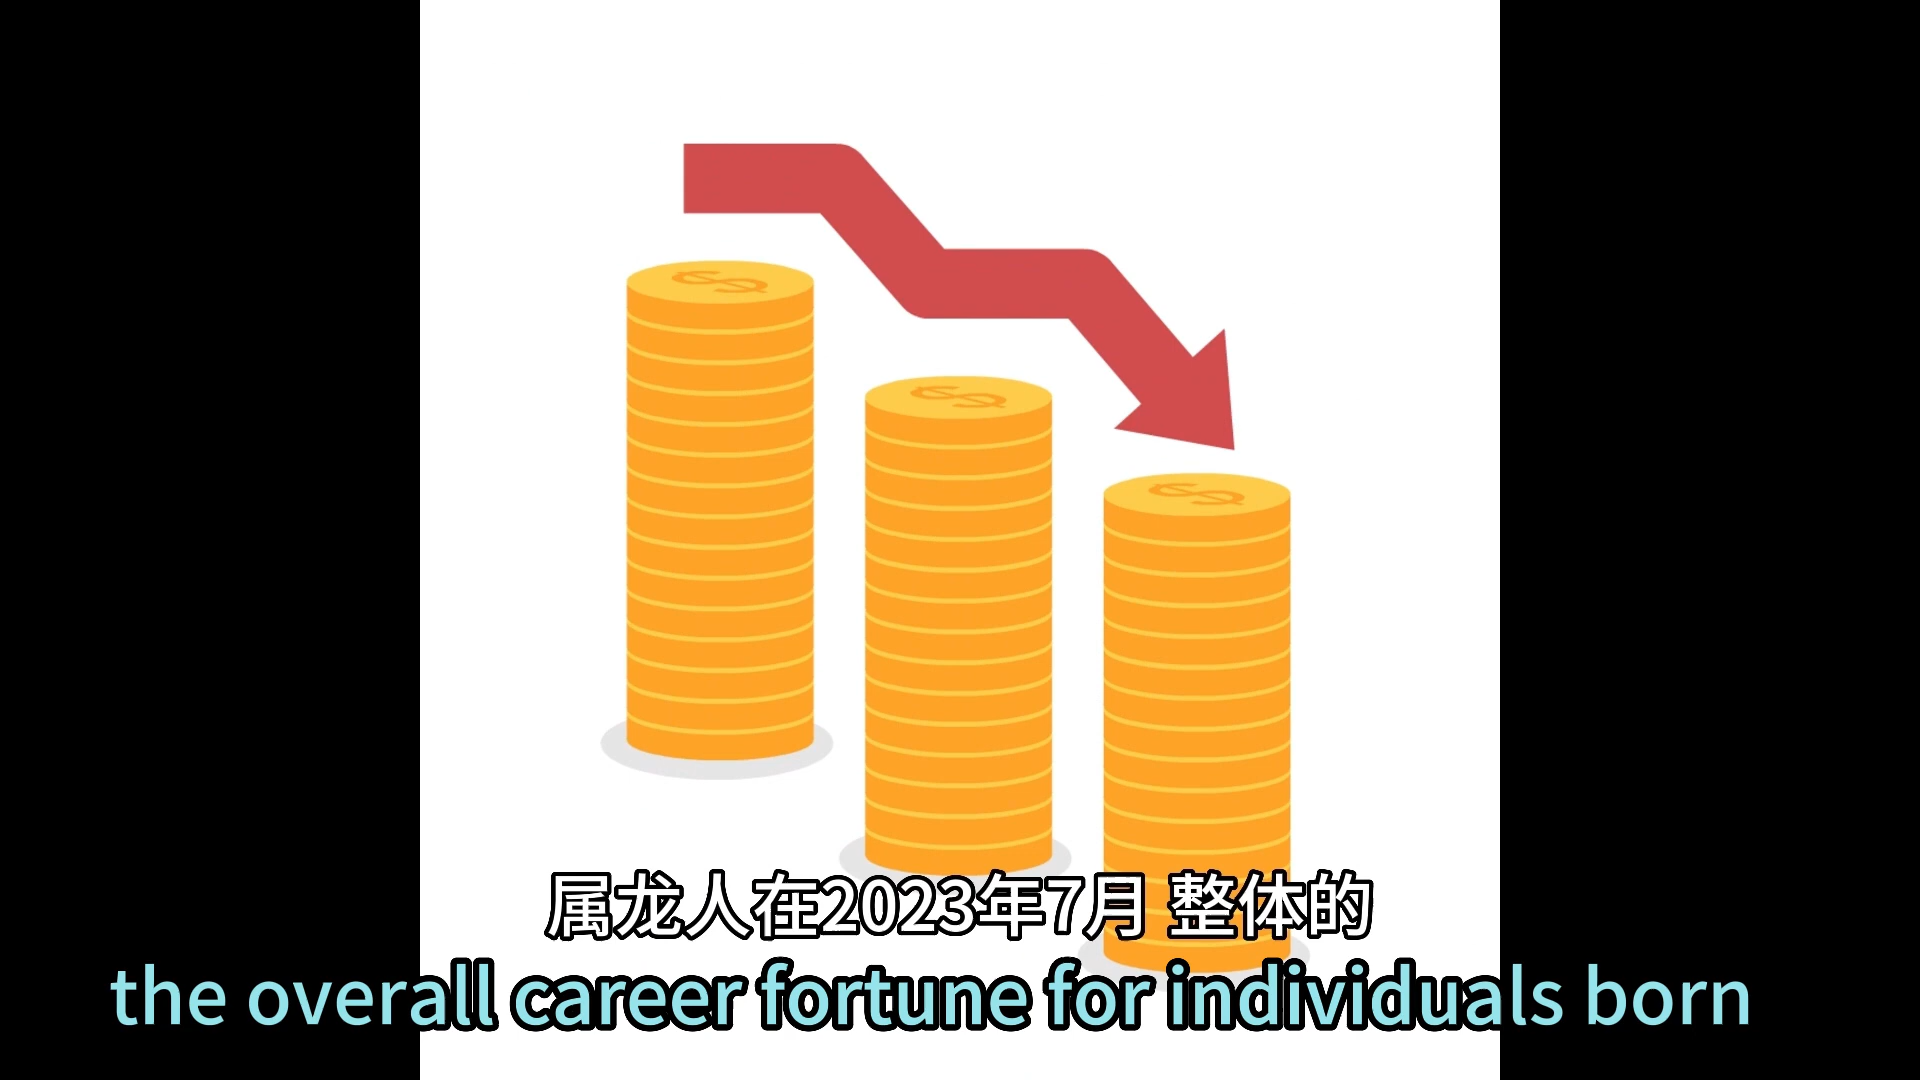 $
$
$
属龙人在2023年7月 整体的
the overall career fortune for individuals born